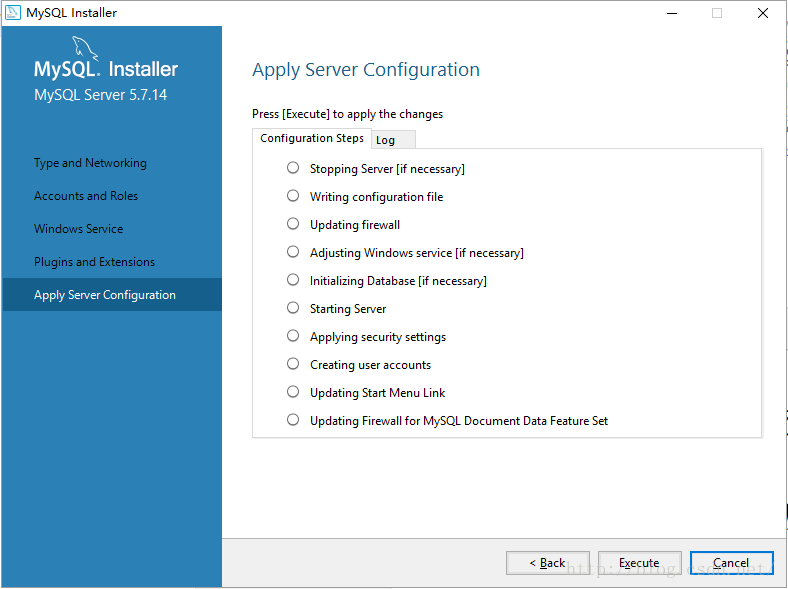 MySQL Installer
MySQL. Installer
MySQL Server 5.7.14
Type and Networking
Accounts and Roles
Windows Service
Plugins and Extensions
Apply Server Configuration
Apply Server Configuration
Press [Execute] to apply the changes
Configuration Steps
Log
Stopping Server [if necessary]
Writing configuration file
Updating firewall
Adjusting Windows service [if necessary]
Initializing Database [if necessary]
Starting Server
Applying security settings
Creating user accounts
Updating Start Menu Link
Updating Firewall for MySQL Document Data Feature Set
< Back
Execute
Cancel
http://blog.csdn.net/